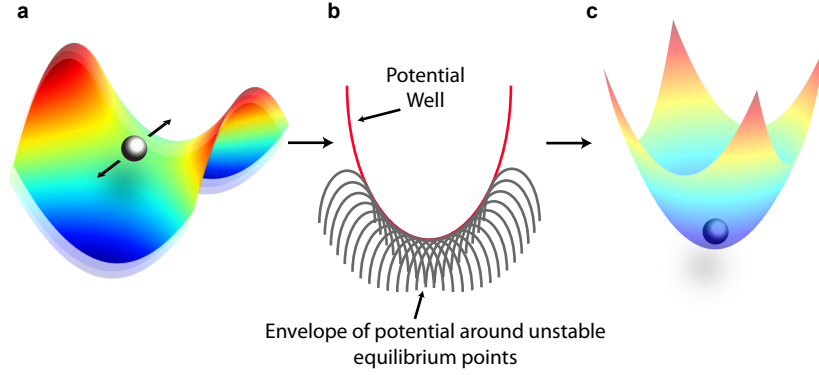 a
b
c
Potential
Well
Envelope of potential around unstable
equilibrium points